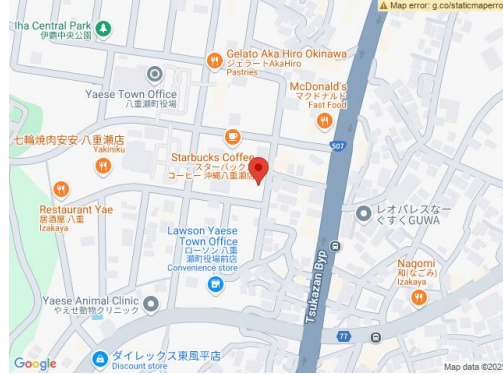 Map error: g.co/staticmaperro
Iha Central Park
伊覇中央公園
Gelato Aka Hiro Okinawa
ジェラートAkaHiro
Pastries
Yaese Town Office
八重瀬町役場
McDonald's
マクドナルド
Fast Food
507
七輪焼肉安安 八重瀬店
Yakiniku
Starbucks Coffee
スターバックス
コーヒー 沖縄八重瀬店
Restaurant Yae
居酒屋 八重
Izakaya
レオパレスなー
ぐすくGUWA
Lawson Yaese
Town Office
ローソン 八重
瀬町役場前店
Convenience store
Tsukazan Byp
Nagomi
和(なごみ)
Izakaya
Yaese Animal Clinic
やえせ動物クリニック
77
ダイレックス東風平店
Discount store
Google
Map data ©202